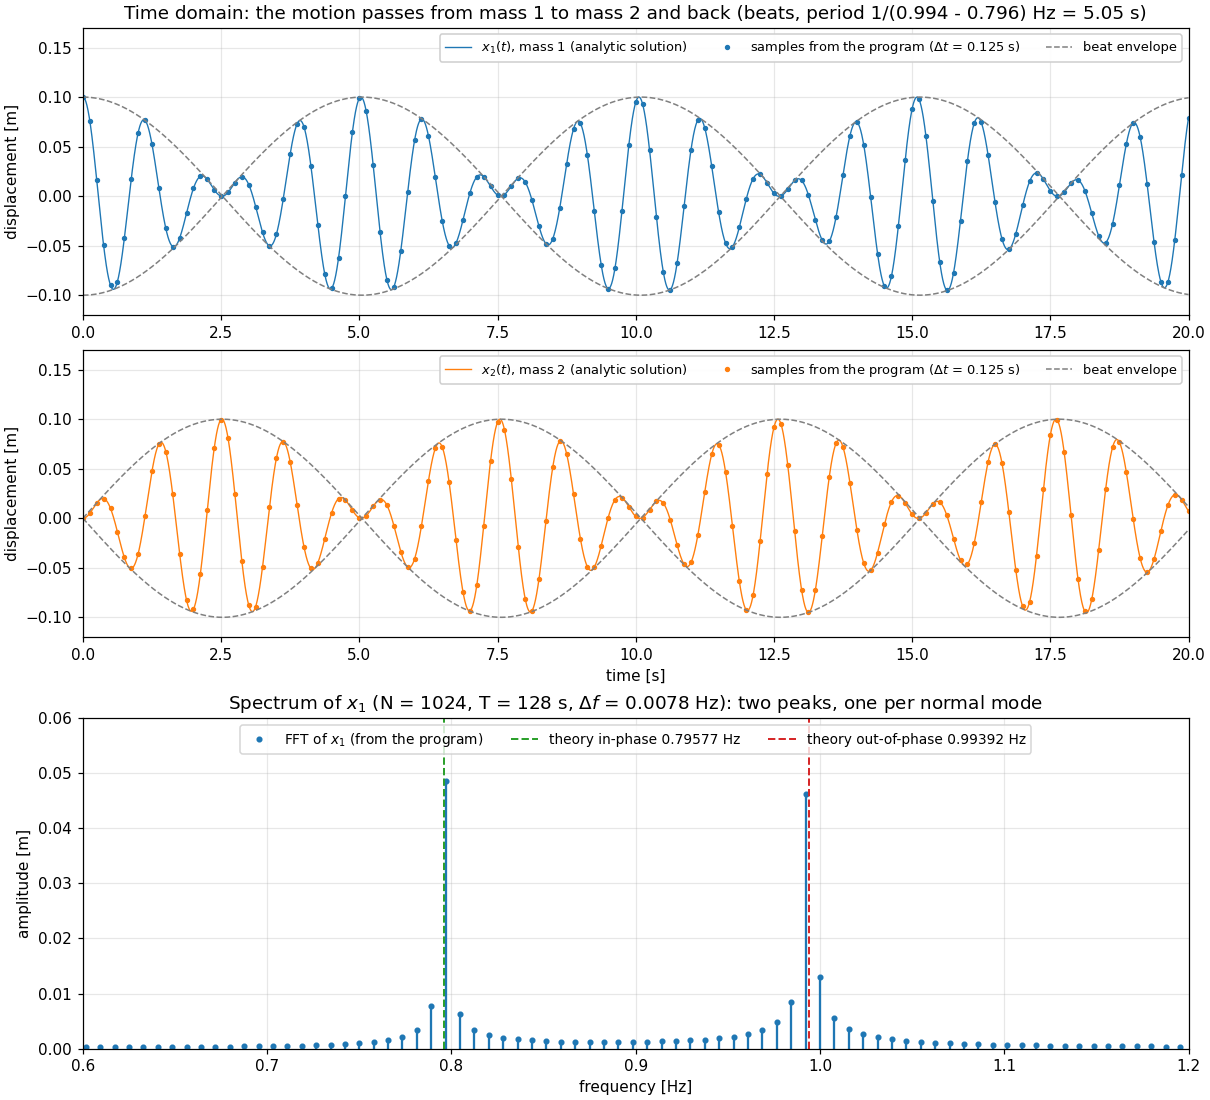 Time domain: the motion passes from mass 1 to mass 2 and back (beats, period 1/(0.994 - 0.796) Hz = 5.05 s)
x₁(t), mass 1 (analytic solution) samples from the program (Δt = 0.125 s) beat envelope
displacement [m]
0.15
0.10
0.05
0.00
−0.05
−0.10
0.0 2.5 5.0 7.5 10.0 12.5 15.0 17.5 20.0
x₂(t), mass 2 (analytic solution) samples from the program (Δt = 0.125 s) beat envelope
displacement [m]
0.15
0.10
0.05
0.00
−0.05
−0.10
0.0 2.5 5.0 7.5 10.0 12.5 15.0 17.5 20.0
time [s]
Spectrum of x₁ (N = 1024, T = 128 s, Δf = 0.0078 Hz): two peaks, one per normal mode
FFT of x₁ (from the program) theory in-phase 0.79577 Hz theory out-of-phase 0.99392 Hz
amplitude [m]
0.06
0.05
0.04
0.03
0.02
0.01
0.00
0.6 0.7 0.8 0.9 1.0 1.1 1.2
frequency [Hz]